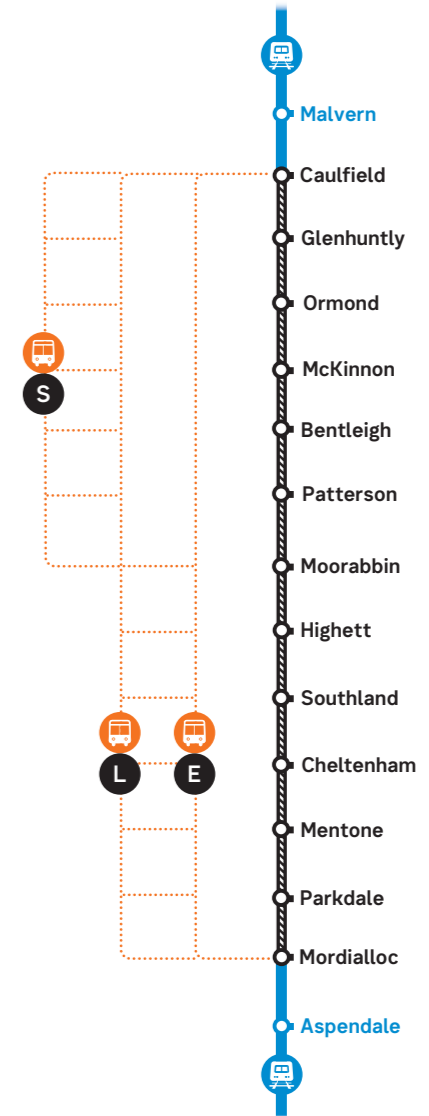 Malvern
Caulfield
Glenhuntly
Ormond
McKinnon
S
Bentleigh
Patterson
Moorabbin
Highett
Southland
L
E
Cheltenham
Mentone
Parkdale
Mordialloc
Aspendale